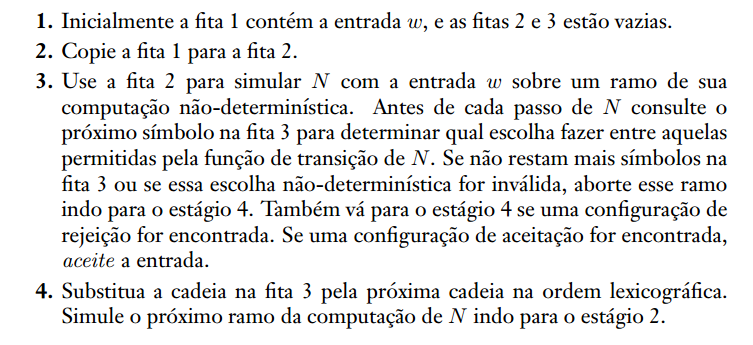 1. Inicialmente a fita 1 contém a entrada w, e as fitas 2 e 3 estão vazias.
2. Copie a fita 1 para a fita 2.
3. Use a fita 2 para simular N com a entrada w sobre um ramo de sua
computação não-determinística. Antes de cada passo de N consulte o
próximo símbolo na fita 3 para determinar qual escolha fazer entre aquelas
permitidas pela função de transição de N. Se não restam mais símbolos na
fita 3 ou se essa escolha não-determinística for inválida, aborte esse ramo
indo para o estágio 4. Também vá para o estágio 4 se uma configuração de
rejeição for encontrada. Se uma configuração de aceitação for encontrada,
aceite a entrada.
4. Substitua a cadeia na fita 3 pela próxima cadeia na ordem lexicográfica.
Simule o próximo ramo da computação de N indo para o estágio 2.